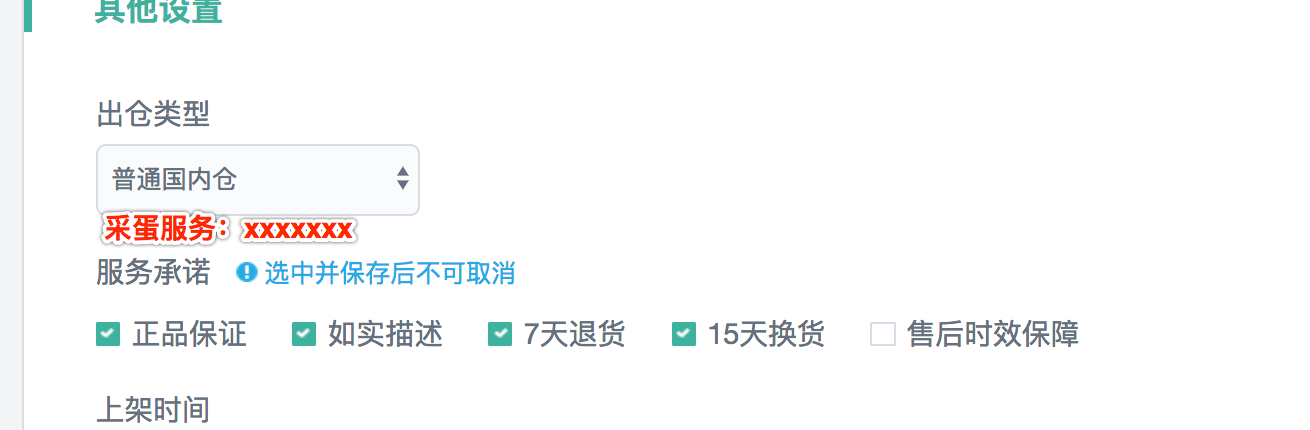 其他设置
出仓类型
普通国内仓
采蛋服务：xxxxxxx
服务承诺 选中并保存后不可取消
正品保证 如实描述 7天退货 15天换货 售后时效保障
上架时间